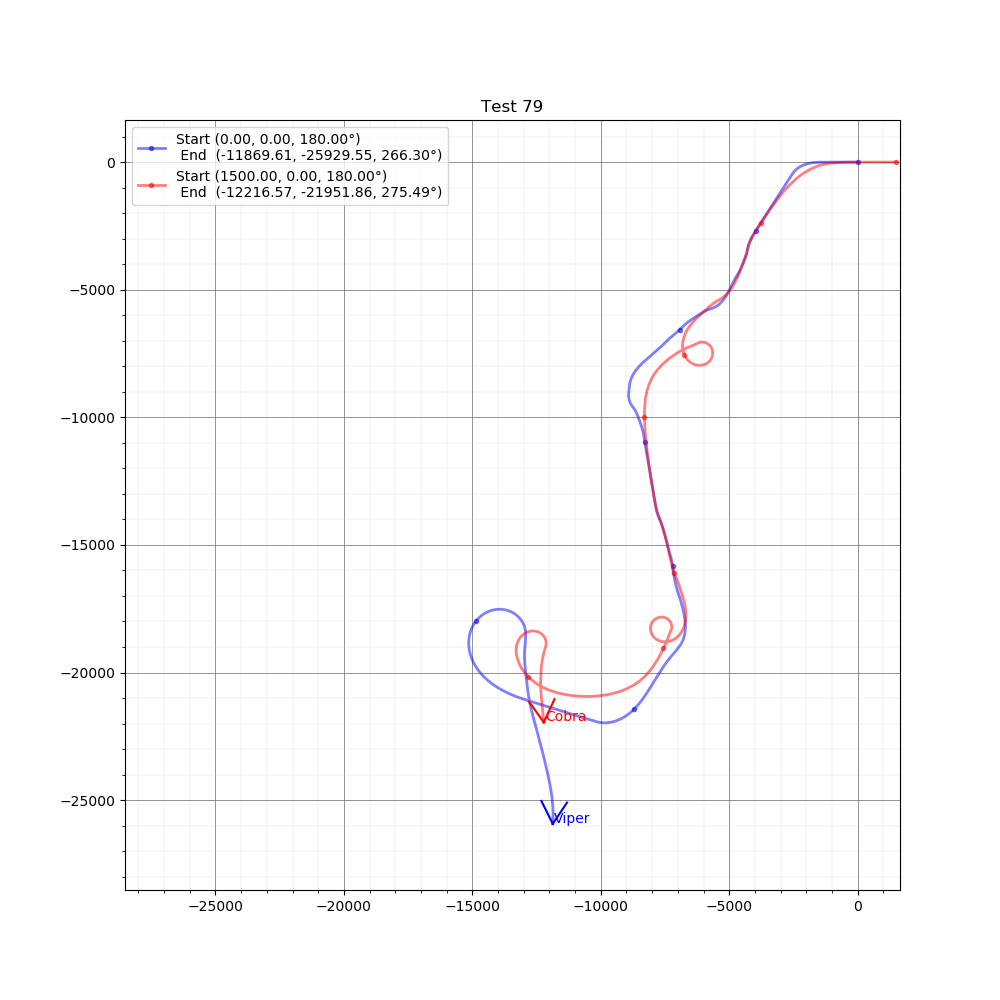 Test 79
Start (0.00, 0.00, 180.00°)
End  (-11869.61, -25929.55, 266.30°)
Start (1500.00, 0.00, 180.00°)
End  (-12216.57, -21951.86, 275.49°)
0
−5000
−10000
−15000
−20000
−25000
Cobra
Viper
−25000 −20000 −15000 −10000 −5000 0